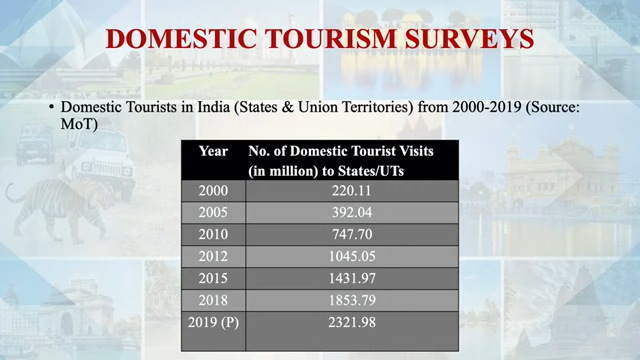 DOMESTIC TOURISM SURVEYS
• Domestic Tourists in India (States & Union Territories) from 2000-2019 (Source:
MoT)
Year No. of Domestic Tourist Visits
(in million) to States/UTs
2000 220.11
2005 392.04
2010 747.70
2012 1045.05
2015 1431.97
2018 1853.79
2019 (P) 2321.98